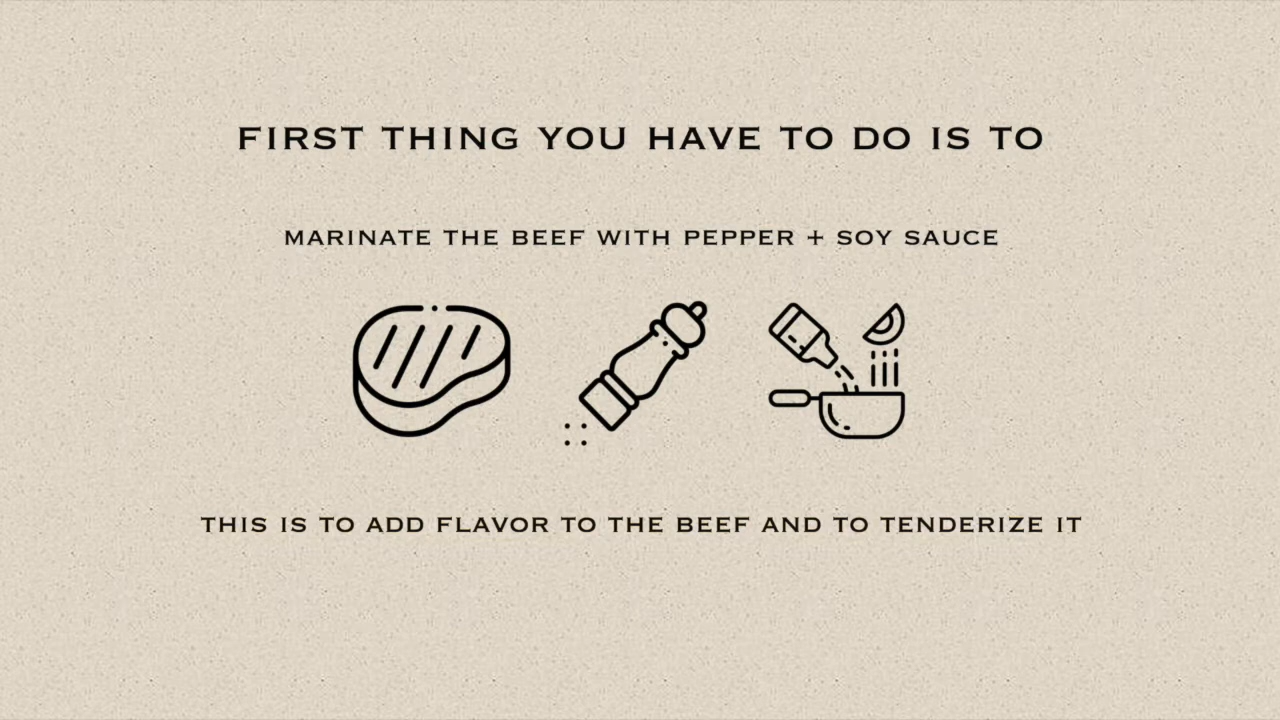 FIRST THING YOU HAVE TO DO IS TO
MARINATE THE BEEF WITH PEPPER + SOY SAUCE
THIS IS TO ADD FLAVOR TO THE BEEF AND TO TENDERIZE IT